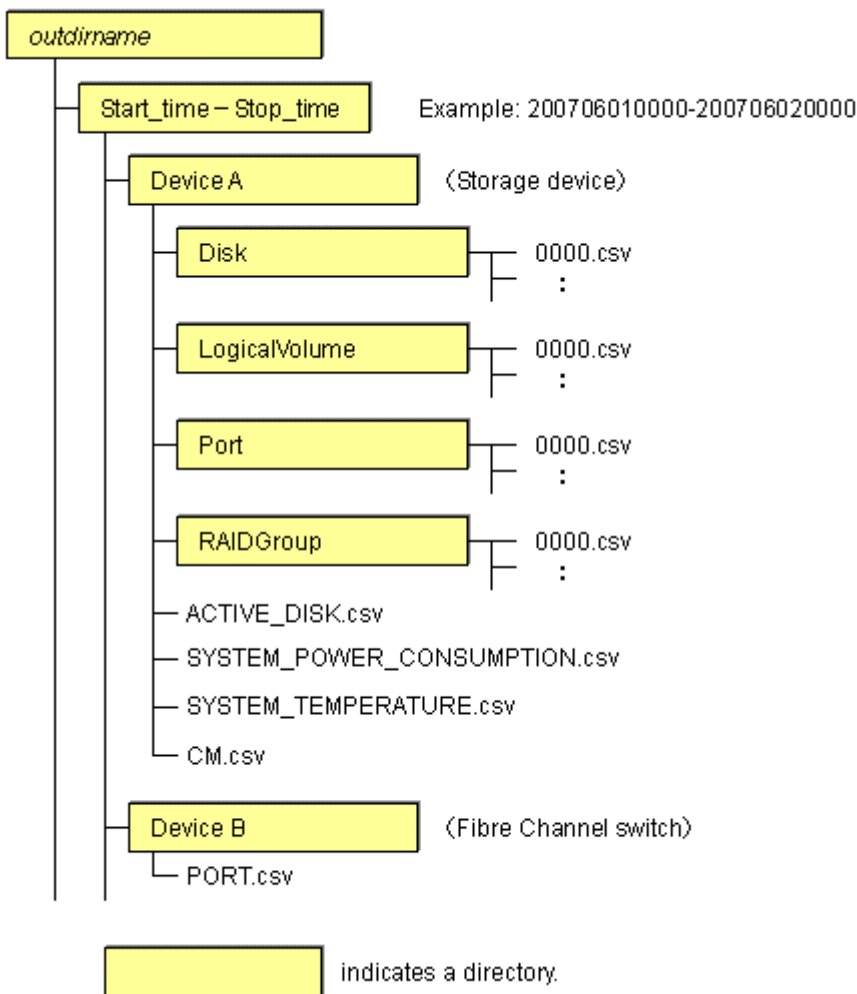 outdirname
Start_time－Stop_time Example: 200706010000-200706020000
Device A （Storage device）
Disk 0000.csv
:
LogicalVolume 0000.csv
:
Port 0000.csv
:
RAIDGroup 0000.csv
:
ACTIVE_DISK.csv
SYSTEM_POWER_CONSUMPTION.csv
SYSTEM_TEMPERATURE.csv
CM.csv
Device B （Fibre Channel switch）
PORT.csv
indicates a directory.